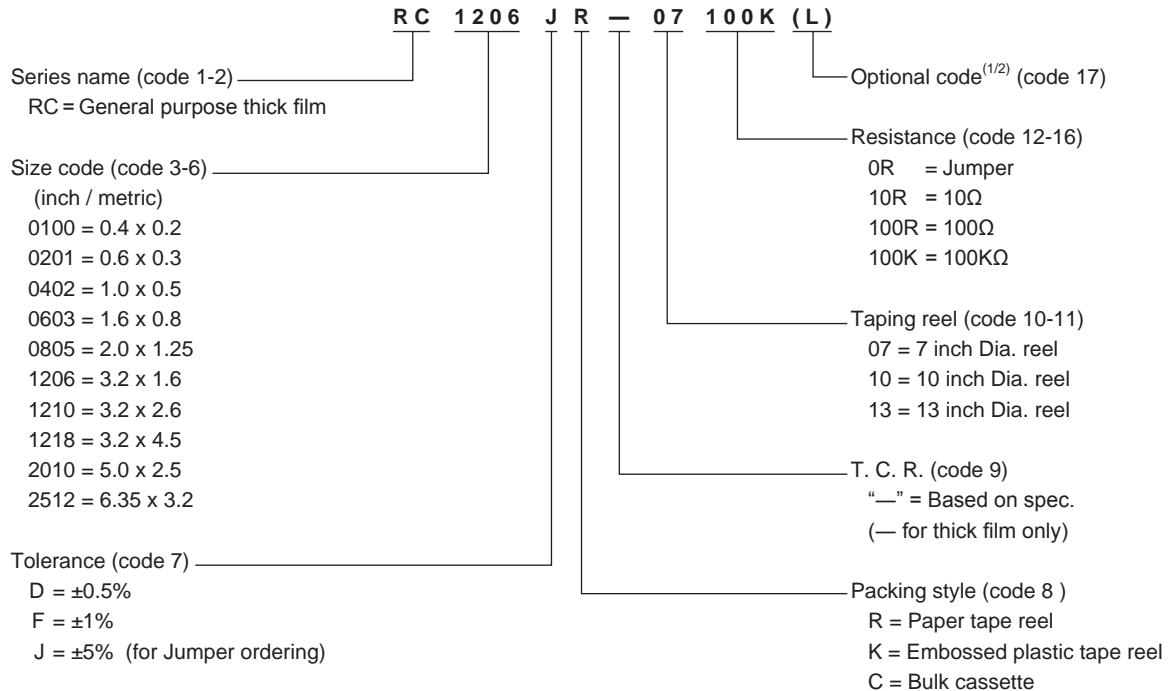 RC 1206 J R — 07 100K (L)
Series name (code 1-2)
RC = General purpose thick film
Size code (code 3-6)
(inch / metric)
0100 = 0.4 x 0.2
0201 = 0.6 x 0.3
0402 = 1.0 x 0.5
0603 = 1.6 x 0.8
0805 = 2.0 x 1.25
1206 = 3.2 x 1.6
1210 = 3.2 x 2.6
1218 = 3.2 x 4.5
2010 = 5.0 x 2.5
2512 = 6.35 x 3.2
Tolerance (code 7)
D = ±0.5%
F = ±1%
J = ±5% (for Jumper ordering)
Optional code(1/2) (code 17)
Resistance (code 12-16)
0R = Jumper
10R = 10Ω
100R = 100Ω
100K = 100KΩ
Taping reel (code 10-11)
07 = 7 inch Dia. reel
10 = 10 inch Dia. reel
13 = 13 inch Dia. reel
T. C. R. (code 9)
“—” = Based on spec.
(— for thick film only)
Packing style (code 8 )
R = Paper tape reel
K = Embossed plastic tape reel
C = Bulk cassette